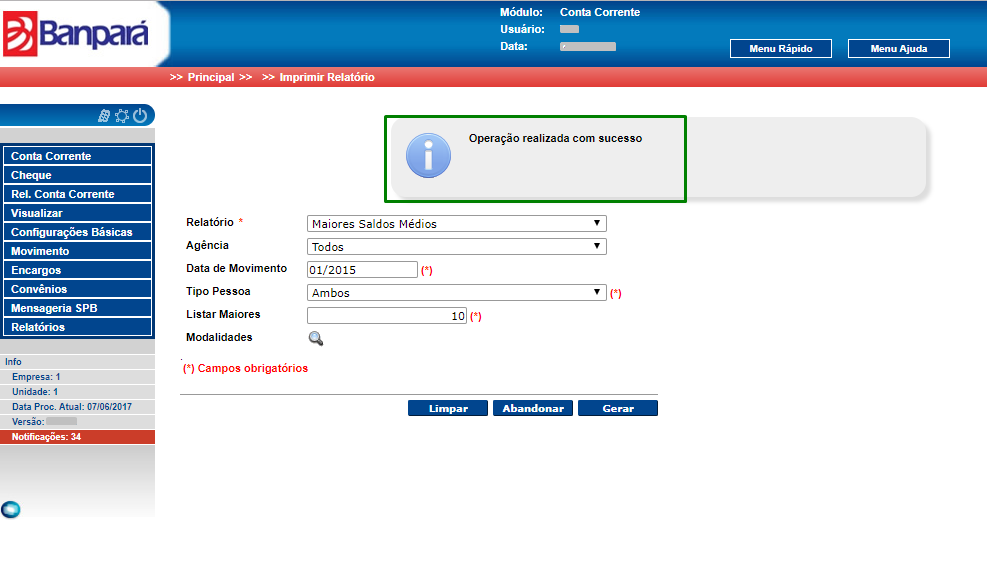 Banpará
Módulo: Conta Corrente
Usuário:
Data:
Menu Rápido
Menu Ajuda
>> Principal >> >> Imprimir Relatório
Conta Corrente
Cheque
Rel. Conta Corrente
Visualizar
Configurações Básicas
Movimento
Encargos
Convênios
Mensageria SPB
Relatórios
Info
Empresa: 1
Unidade: 1
Data Proc. Atual: 07/06/2017
Versão:
Notificações: 34
Operação realizada com sucesso
Relatório * Maiores Saldos Médios
Agência Todos
Data de Movimento 01/2015 (*)
Tipo Pessoa Ambos (*)
Listar Maiores 10 (*)
Modalidades
(*) Campos obrigatórios
Limpar Abandonar Gerar